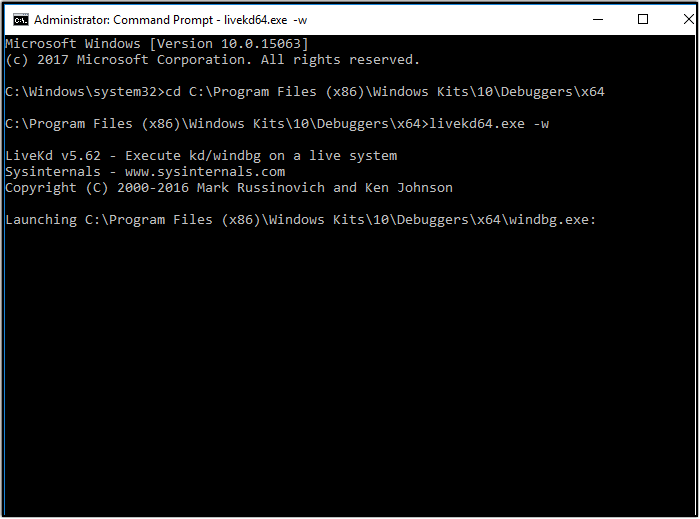 Administrator: Command Prompt - livekd64.exe -w
Microsoft Windows [Version 10.0.15063]
(c) 2017 Microsoft Corporation. All rights reserved.
C:\Windows\system32>cd C:\Program Files (x86)\Windows Kits\10\Debuggers\x64
C:\Program Files (x86)\Windows Kits\10\Debuggers\x64>livekd64.exe -w
LiveKd v5.62 - Execute kd/windbg on a live system
Sysinternals - www.sysinternals.com
Copyright (C) 2000-2016 Mark Russinovich and Ken Johnson
Launching C:\Program Files (x86)\Windows Kits\10\Debuggers\x64\windbg.exe: